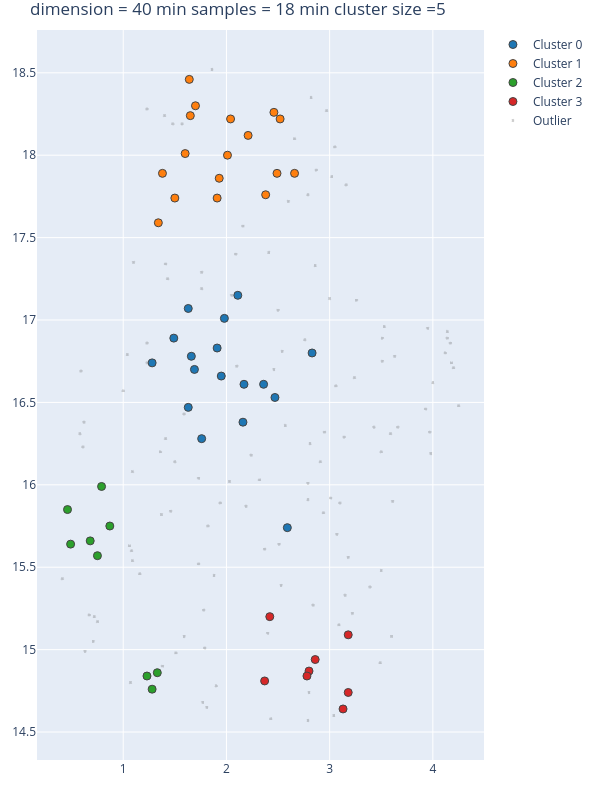 dimension = 40 min samples = 18 min cluster size =5
Cluster 0
Cluster 1
Cluster 2
Cluster 3
Outlier
18.5
18
17.5
17
16.5
16
15.5
15
14.5
1 2 3 4